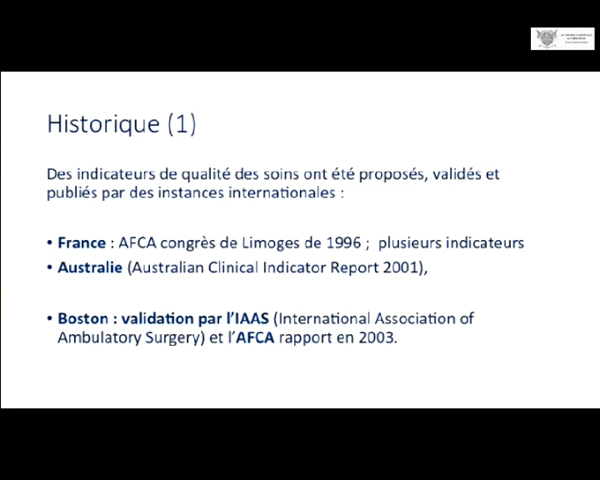 Historique (1)
Des indicateurs de qualité des soins ont été proposés, validés et
publiés par des instances internationales :
• France : AFCA congrès de Limoges de 1996 ; plusieurs indicateurs
• Australie (Australian Clinical Indicator Report 2001),
• Boston : validation par l’IAAS (International Association of
Ambulatory Surgery) et l’AFCA rapport en 2003.